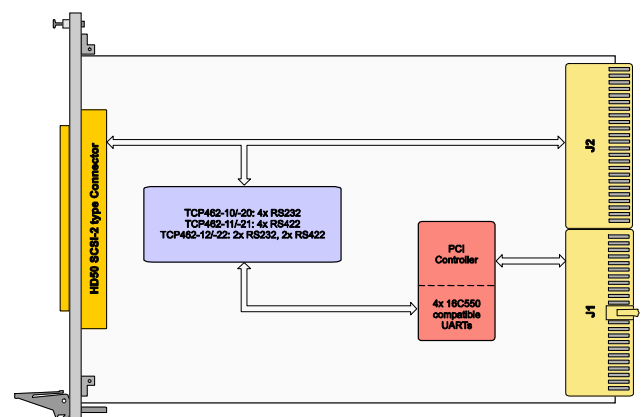 HD50 SCSI-2 type Connector
TCP462-10/-20: 4x RS232
TCP462-11/-21: 4x RS422
TCP462-12/-22: 2x RS232, 2x RS422
PCI
Controller
4x 16C550
compatible
UARTs
J2
J1